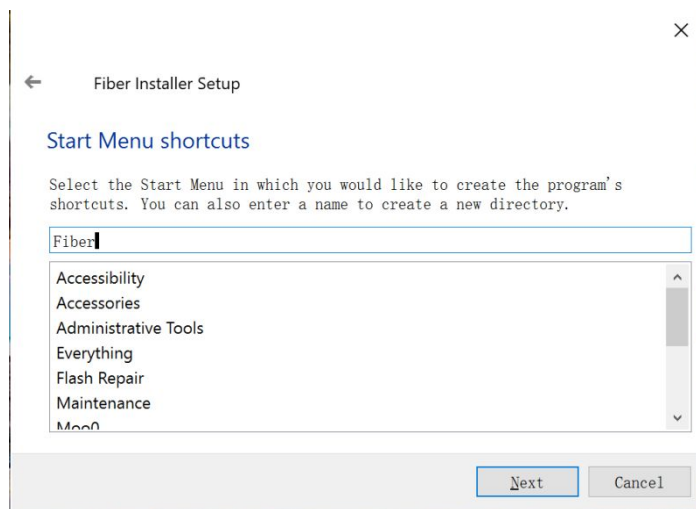 Fiber Installer Setup
Start Menu shortcuts
Select the Start Menu in which you would like to create the program's
shortcuts. You can also enter a name to create a new directory.
Fiber
Accessibility
Accessories
Administrative Tools
Everything
Flash Repair
Maintenance
Moo0
Next
Cancel